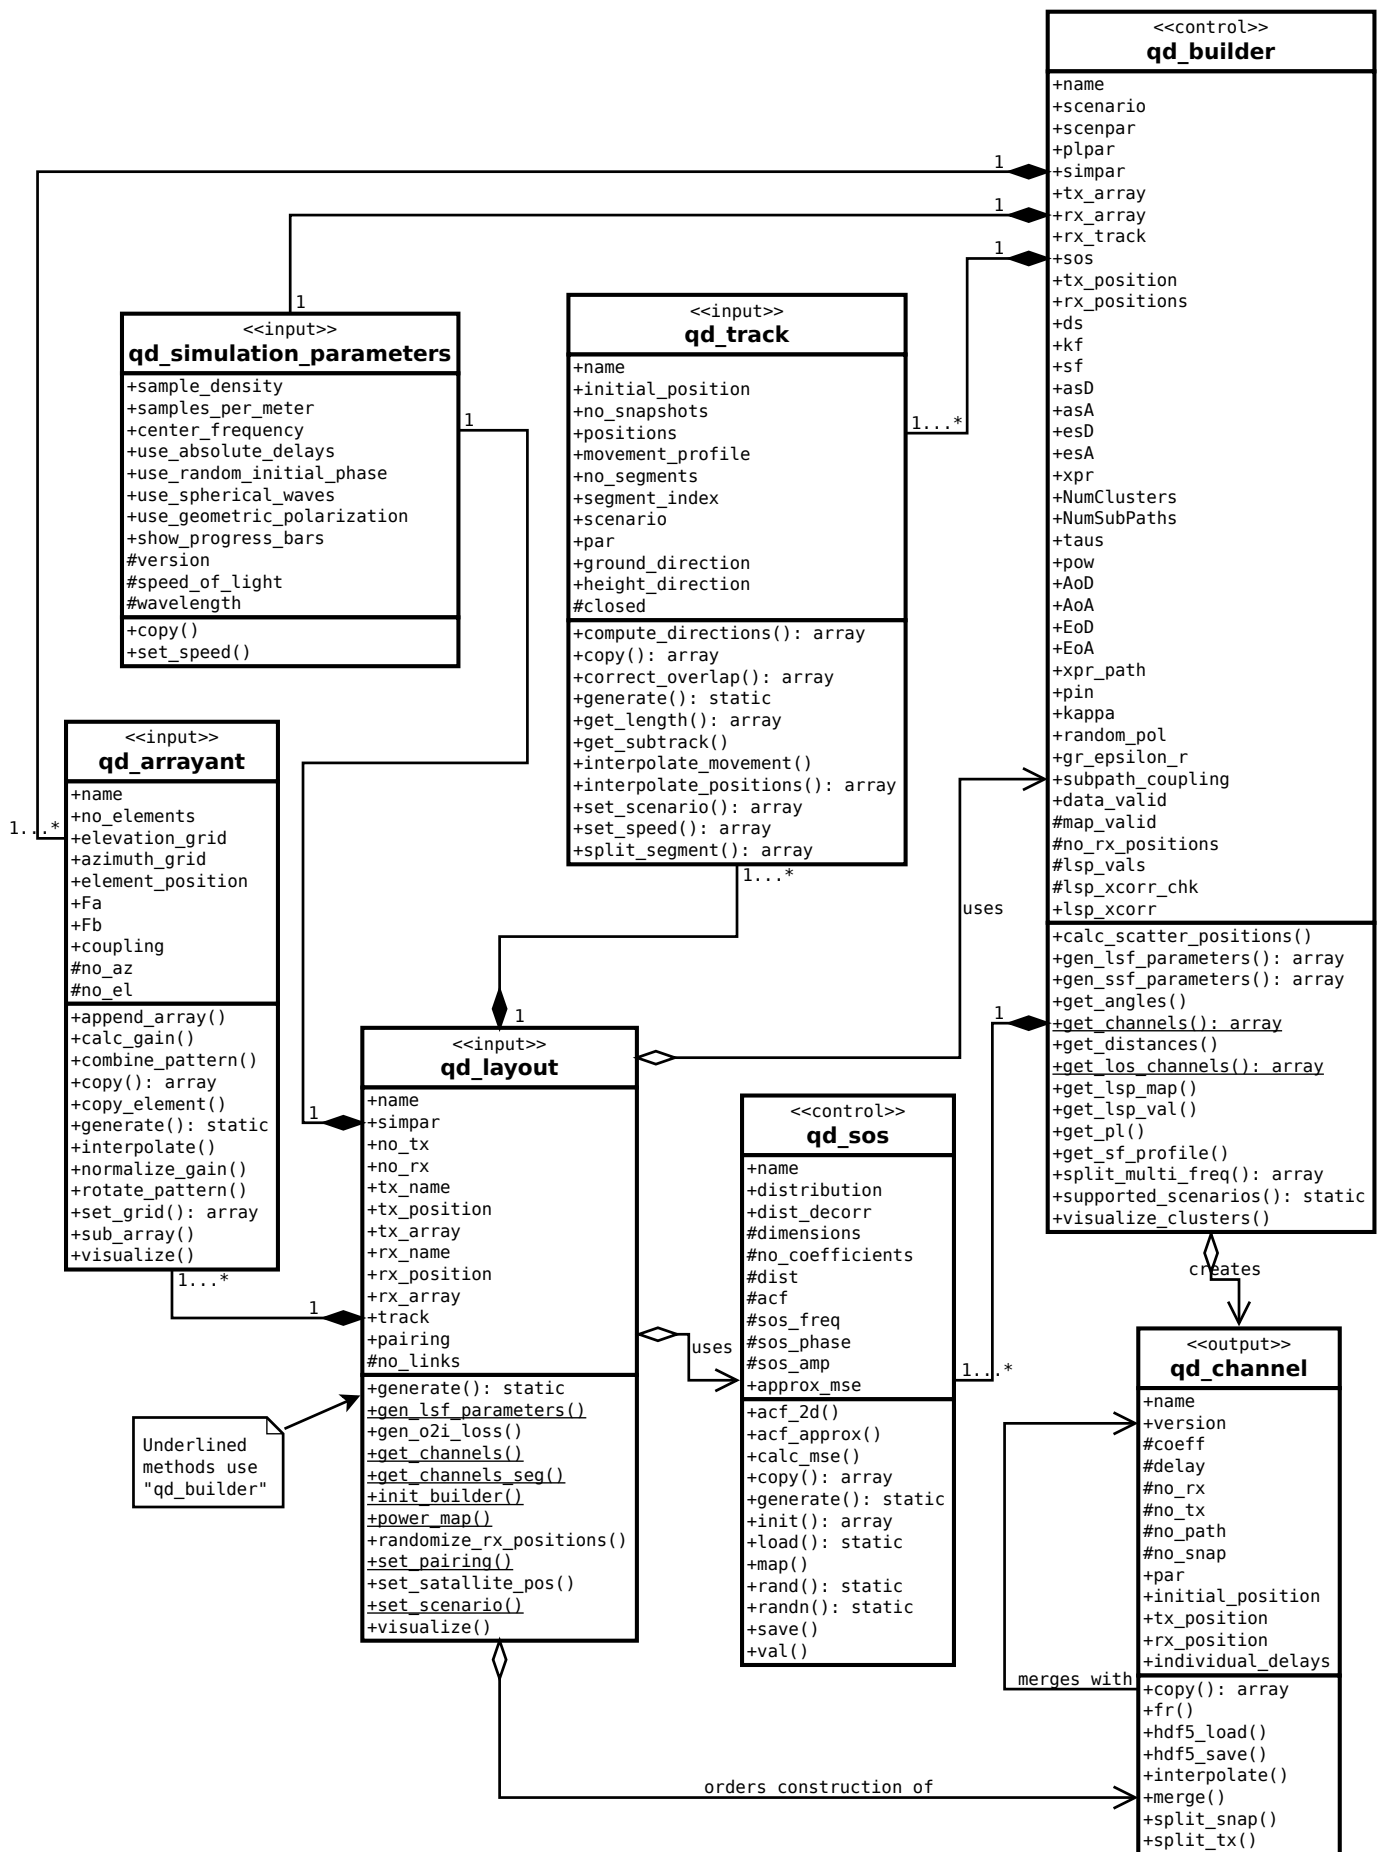 <<control>>
qd_builder
+name
+scenario
+scenpar
+plpar
+simpar
+tx_array
+rx_array
+rx_track
+sos
+tx_position
+rx_positions
+ds
+kf
+sf
+asD
+asA
+esD
+esA
+xpr
+NumClusters
+NumSubPaths
+taus
+pow
+AoD
+AoA
+EoD
+EoA
+xpr_path
+pin
+kappa
+random_pol
+gr_epsilon_r
+subpath_coupling
+data_valid
#map_valid
#no_rx_positions
#lsp_vals
#lsp_xcorr_chk
+lsp_xcorr
+calc_scatter_positions()
+gen_lsf_parameters(): array
+gen_ssf_parameters(): array
+get_angles()
+get_channels(): array
+get_distances()
+get_los_channels(): array
+get_lsp_map()
+get_lsp_val()
+get_pl()
+get_sf_profile()
+split_multi_freq(): array
+supported_scenarios(): static
+visualize_clusters()
1
1
1
1
<<input>>
qd_simulation_parameters
+sample_density
+samples_per_meter
+center_frequency
+use_absolute_delays
+use_random_initial_phase
+use_spherical_waves
+use_geometric_polarization
+show_progress_bars
#version
#speed_of_light
#wavelength
+copy()
+set_speed()
1
<<input>>
qd_track
+name
+initial_position
+no_snapshots
+positions
+movement_profile
+no_segments
+segment_index
+scenario
+par
+ground_direction
+height_direction
#closed
+compute_directions(): array
+copy(): array
+correct_overlap(): array
+generate(): static
+get_length(): array
+get_subtrack()
+interpolate_movement()
+interpolate_positions(): array
+set_scenario(): array
+set_speed(): array
+split_segment(): array
1...*
1...*
<<input>>
qd_arrayant
+name
+no_elements
+elevation_grid
+azimuth_grid
+element_position
+Fa
+Fb
+coupling
#no_az
#no_el
+append_array()
+calc_gain()
+combine_pattern()
+copy(): array
+copy_element()
+generate(): static
+interpolate()
+normalize_gain()
+rotate_pattern()
+set_grid(): array
+sub_array()
+visualize()
1...*
1...*
uses
1
<<input>>
qd_layout
+name
+simpar
+no_tx
+no_rx
+tx_name
+tx_position
+tx_array
+rx_name
+rx_position
+rx_array
+track
+pairing
#no_links
+generate(): static
+gen_lsf_parameters()
+gen_o2i_loss()
+get_channels()
+get_channels_seg()
+init_builder()
+power_map()
+randomize_rx_positions()
+set_pairing()
+set_satallite_pos()
+set_scenario()
+visualize()
1
1
Underlined
methods use
"qd_builder"
uses
<<control>>
qd_sos
+name
+distribution
+dist_decorr
#dimensions
#no_coefficients
#dist
#acf
#sos_freq
#sos_phase
#sos_amp
+approx_mse
+acf_2d()
+acf_approx()
+calc_mse()
+copy(): array
+generate(): static
+init(): array
+load(): static
+map()
+rand(): static
+randn(): static
+save()
+val()
1
1...*
creates
<<output>>
qd_channel
+name
+version
#coeff
#delay
#no_rx
#no_tx
#no_path
#no_snap
+par
+initial_position
+tx_position
+rx_position
+individual_delays
+copy(): array
+fr()
+hdf5_load()
+hdf5_save()
+interpolate()
+merge()
+split_snap()
+split_tx()
merges with
orders construction of